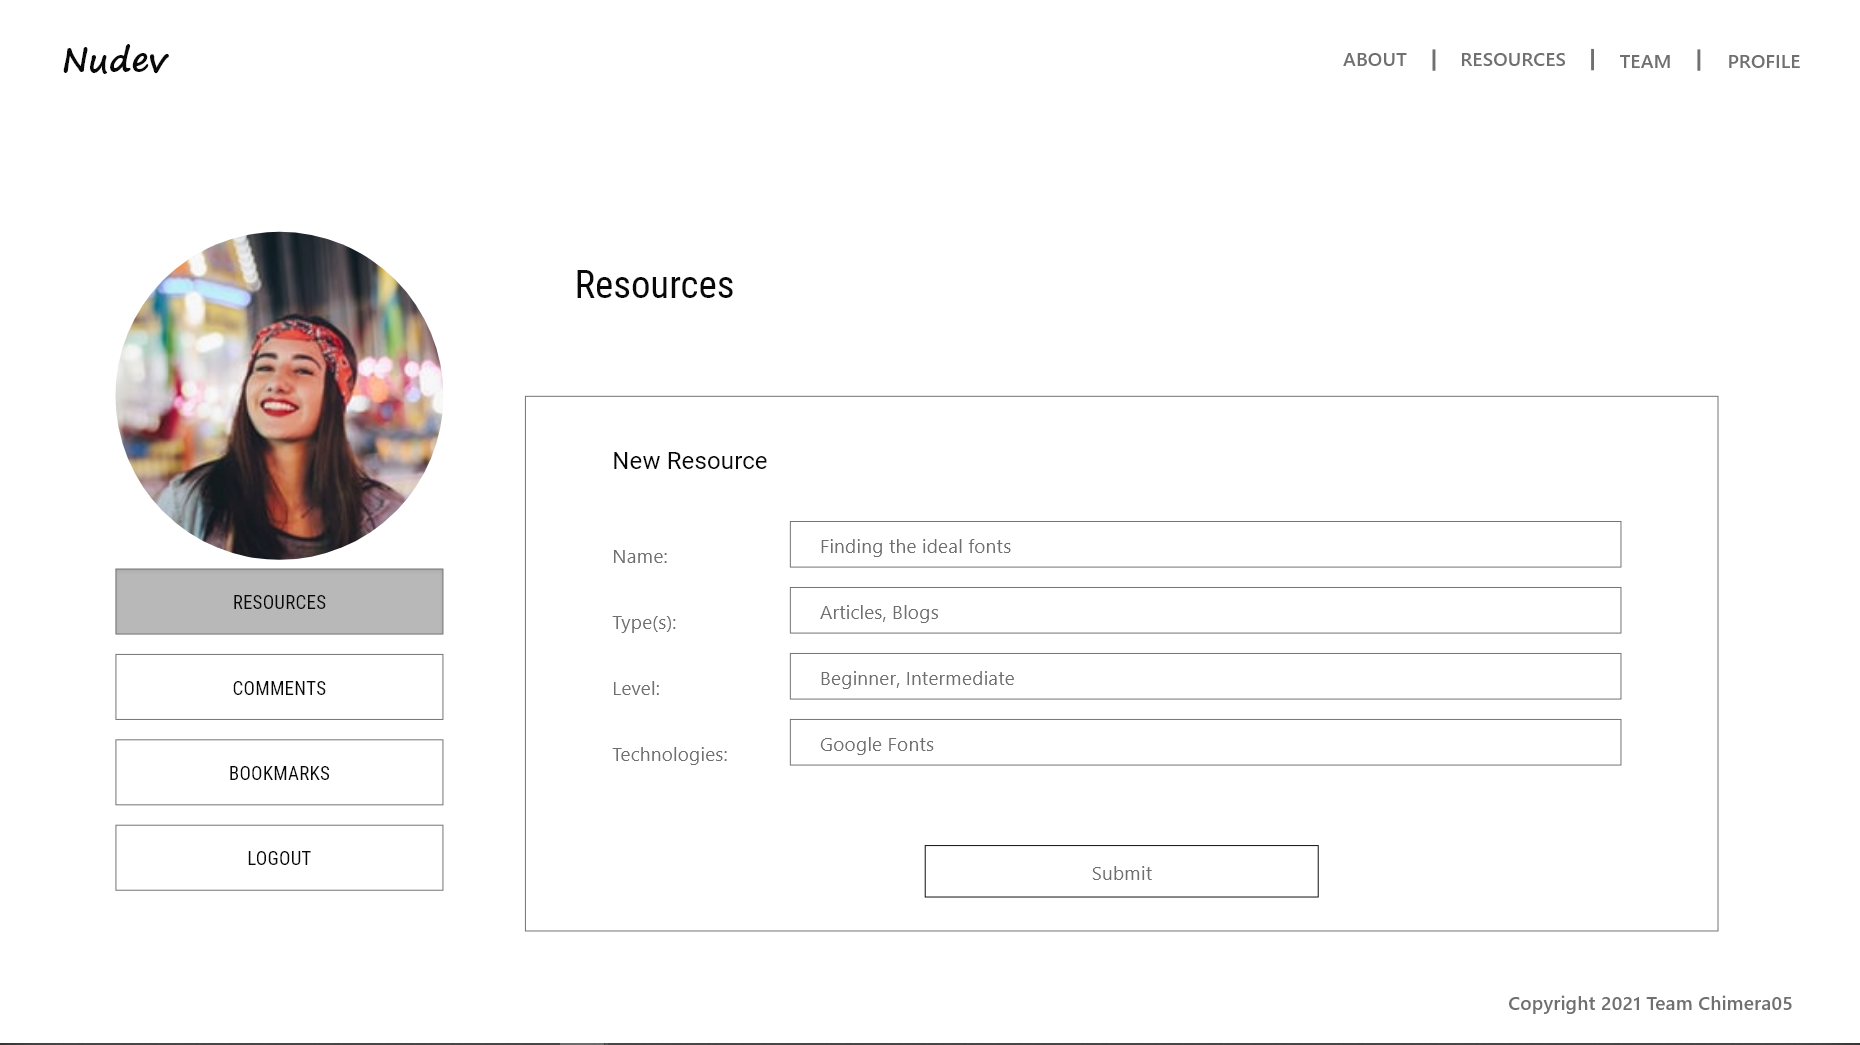 Nudev
ABOUT | RESOURCES | TEAM | PROFILE
Resources
RESOURCES
COMMENTS
BOOKMARKS
LOGOUT
New Resource
Name: Finding the ideal fonts
Type(s): Articles, Blogs
Level: Beginner, Intermediate
Technologies: Google Fonts
Submit
Copyright 2021 Team Chimera05